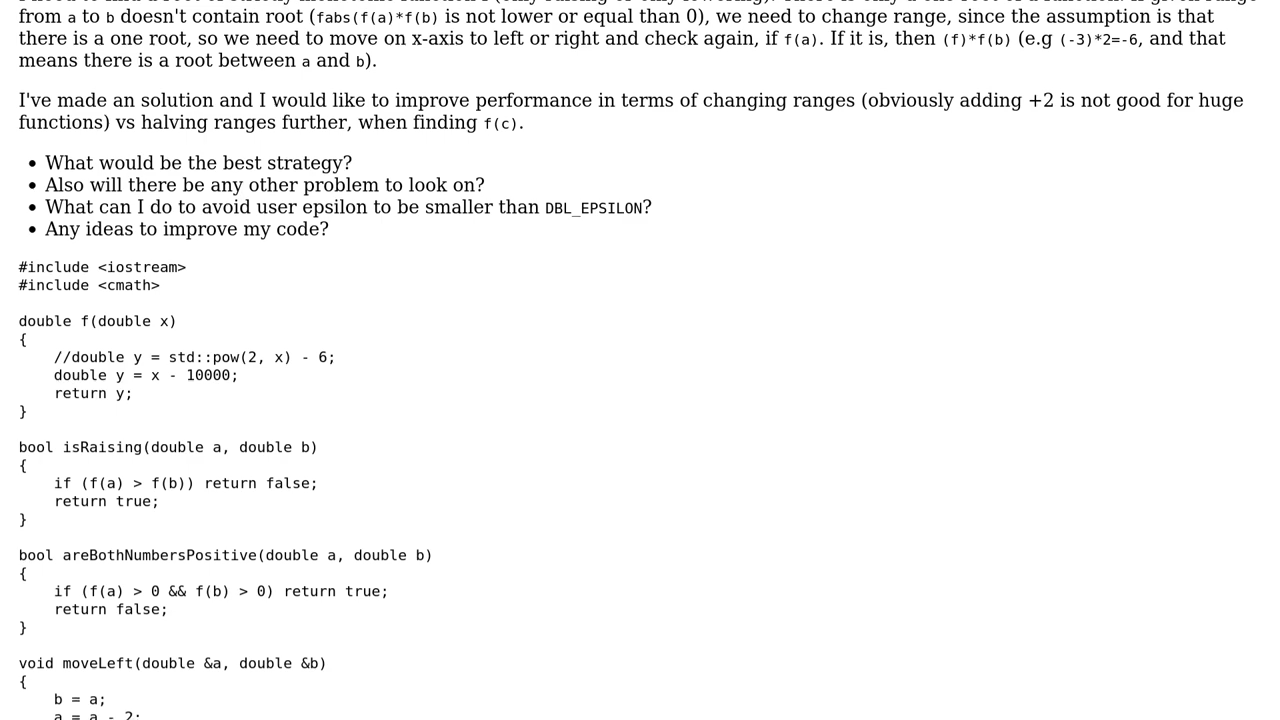 from a to b doesn't contain root (fabs(f(a)*f(b) is not lower or equal than 0), we need to change range, since the assumption is that
there is a one root, so we need to move on x-axis to left or right and check again, if f(a). If it is, then (f)*f(b) (e.g (-3)*2=-6, and that
means there is a root between a and b).
I've made an solution and I would like to improve performance in terms of changing ranges (obviously adding +2 is not good for huge
functions) vs halving ranges further, when finding f(c).
• What would be the best strategy?
• Also will there be any other problem to look on?
• What can I do to avoid user epsilon to be smaller than DBL_EPSILON?
• Any ideas to improve my code?
#include <iostream>
#include <cmath>
double f(double x)
{
    //double y = std::pow(2, x) - 6;
    double y = x - 10000;
    return y;
}
bool isRaising(double a, double b)
{
    if (f(a) > f(b)) return false;
    return true;
}
bool areBothNumbersPositive(double a, double b)
{
    if (f(a) > 0 && f(b) > 0) return true;
    return false;
}
void moveLeft(double &a, double &b)
{
    b = a;
    a = a - 2;